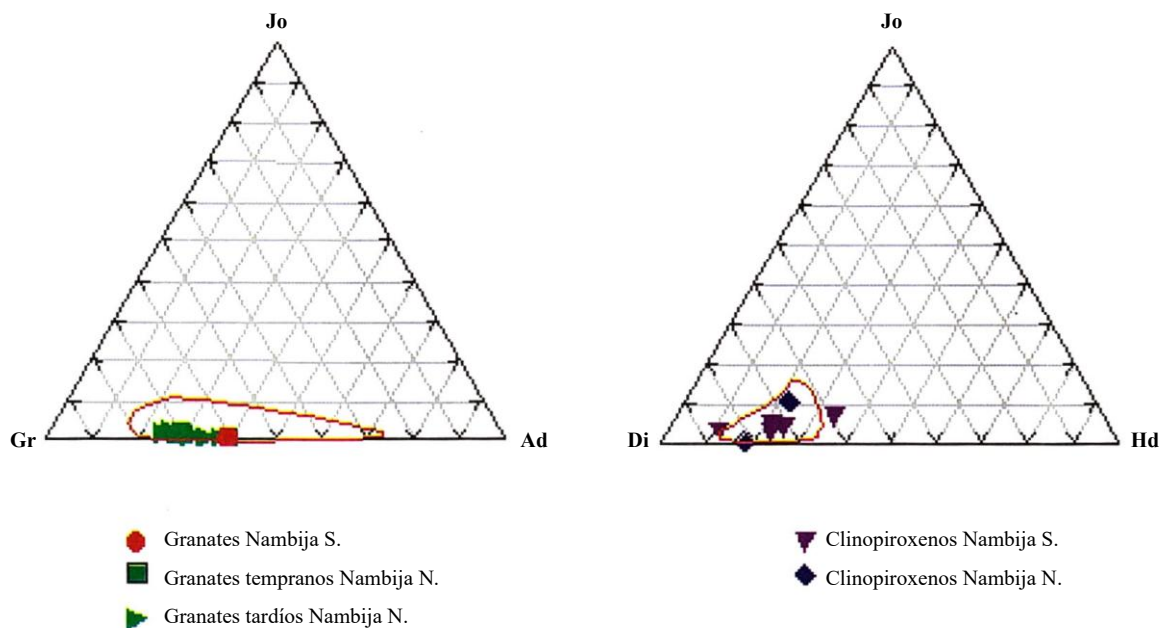 Jo
Gr
Ad
Granates Nambija S.
Granates tempranos Nambija N.
Granates tardíos Nambija N.
Jo
Di
Hd
Clinopiroxenos Nambija S.
Clinopiroxenos Nambija N.